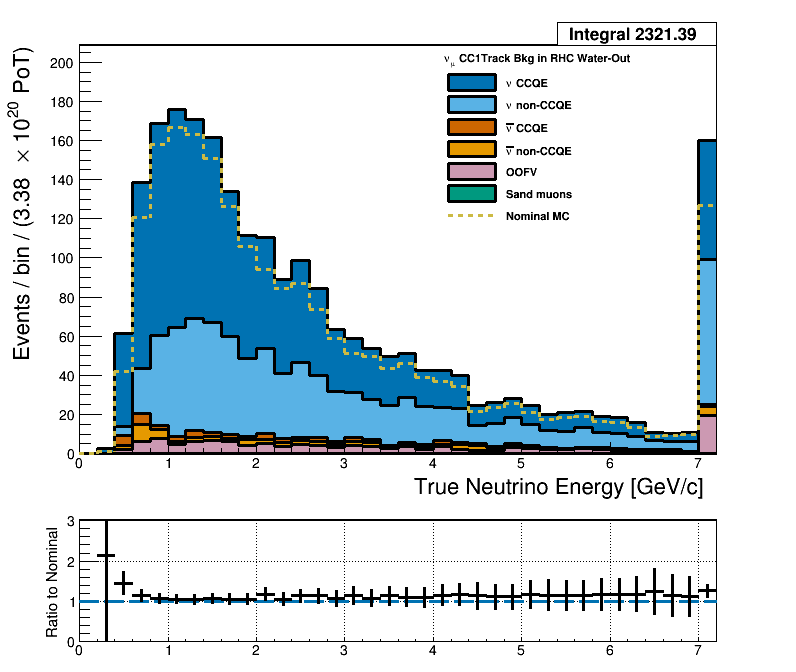 Integral 2321.39
ν_μ CC1Track Bkg in RHC Water-Out
ν CCQE
ν non-CCQE
ν̅ CCQE
ν̅ non-CCQE
OOFV
Sand muons
Nominal MC
Events / bin / (3.38 × 10^20 PoT)
200
180
160
140
120
100
80
60
40
20
0
0 1 2 3 4 5 6 7
True Neutrino Energy [GeV/c]
Ratio to Nominal
3
2
1
0
0 1 2 3 4 5 6 7